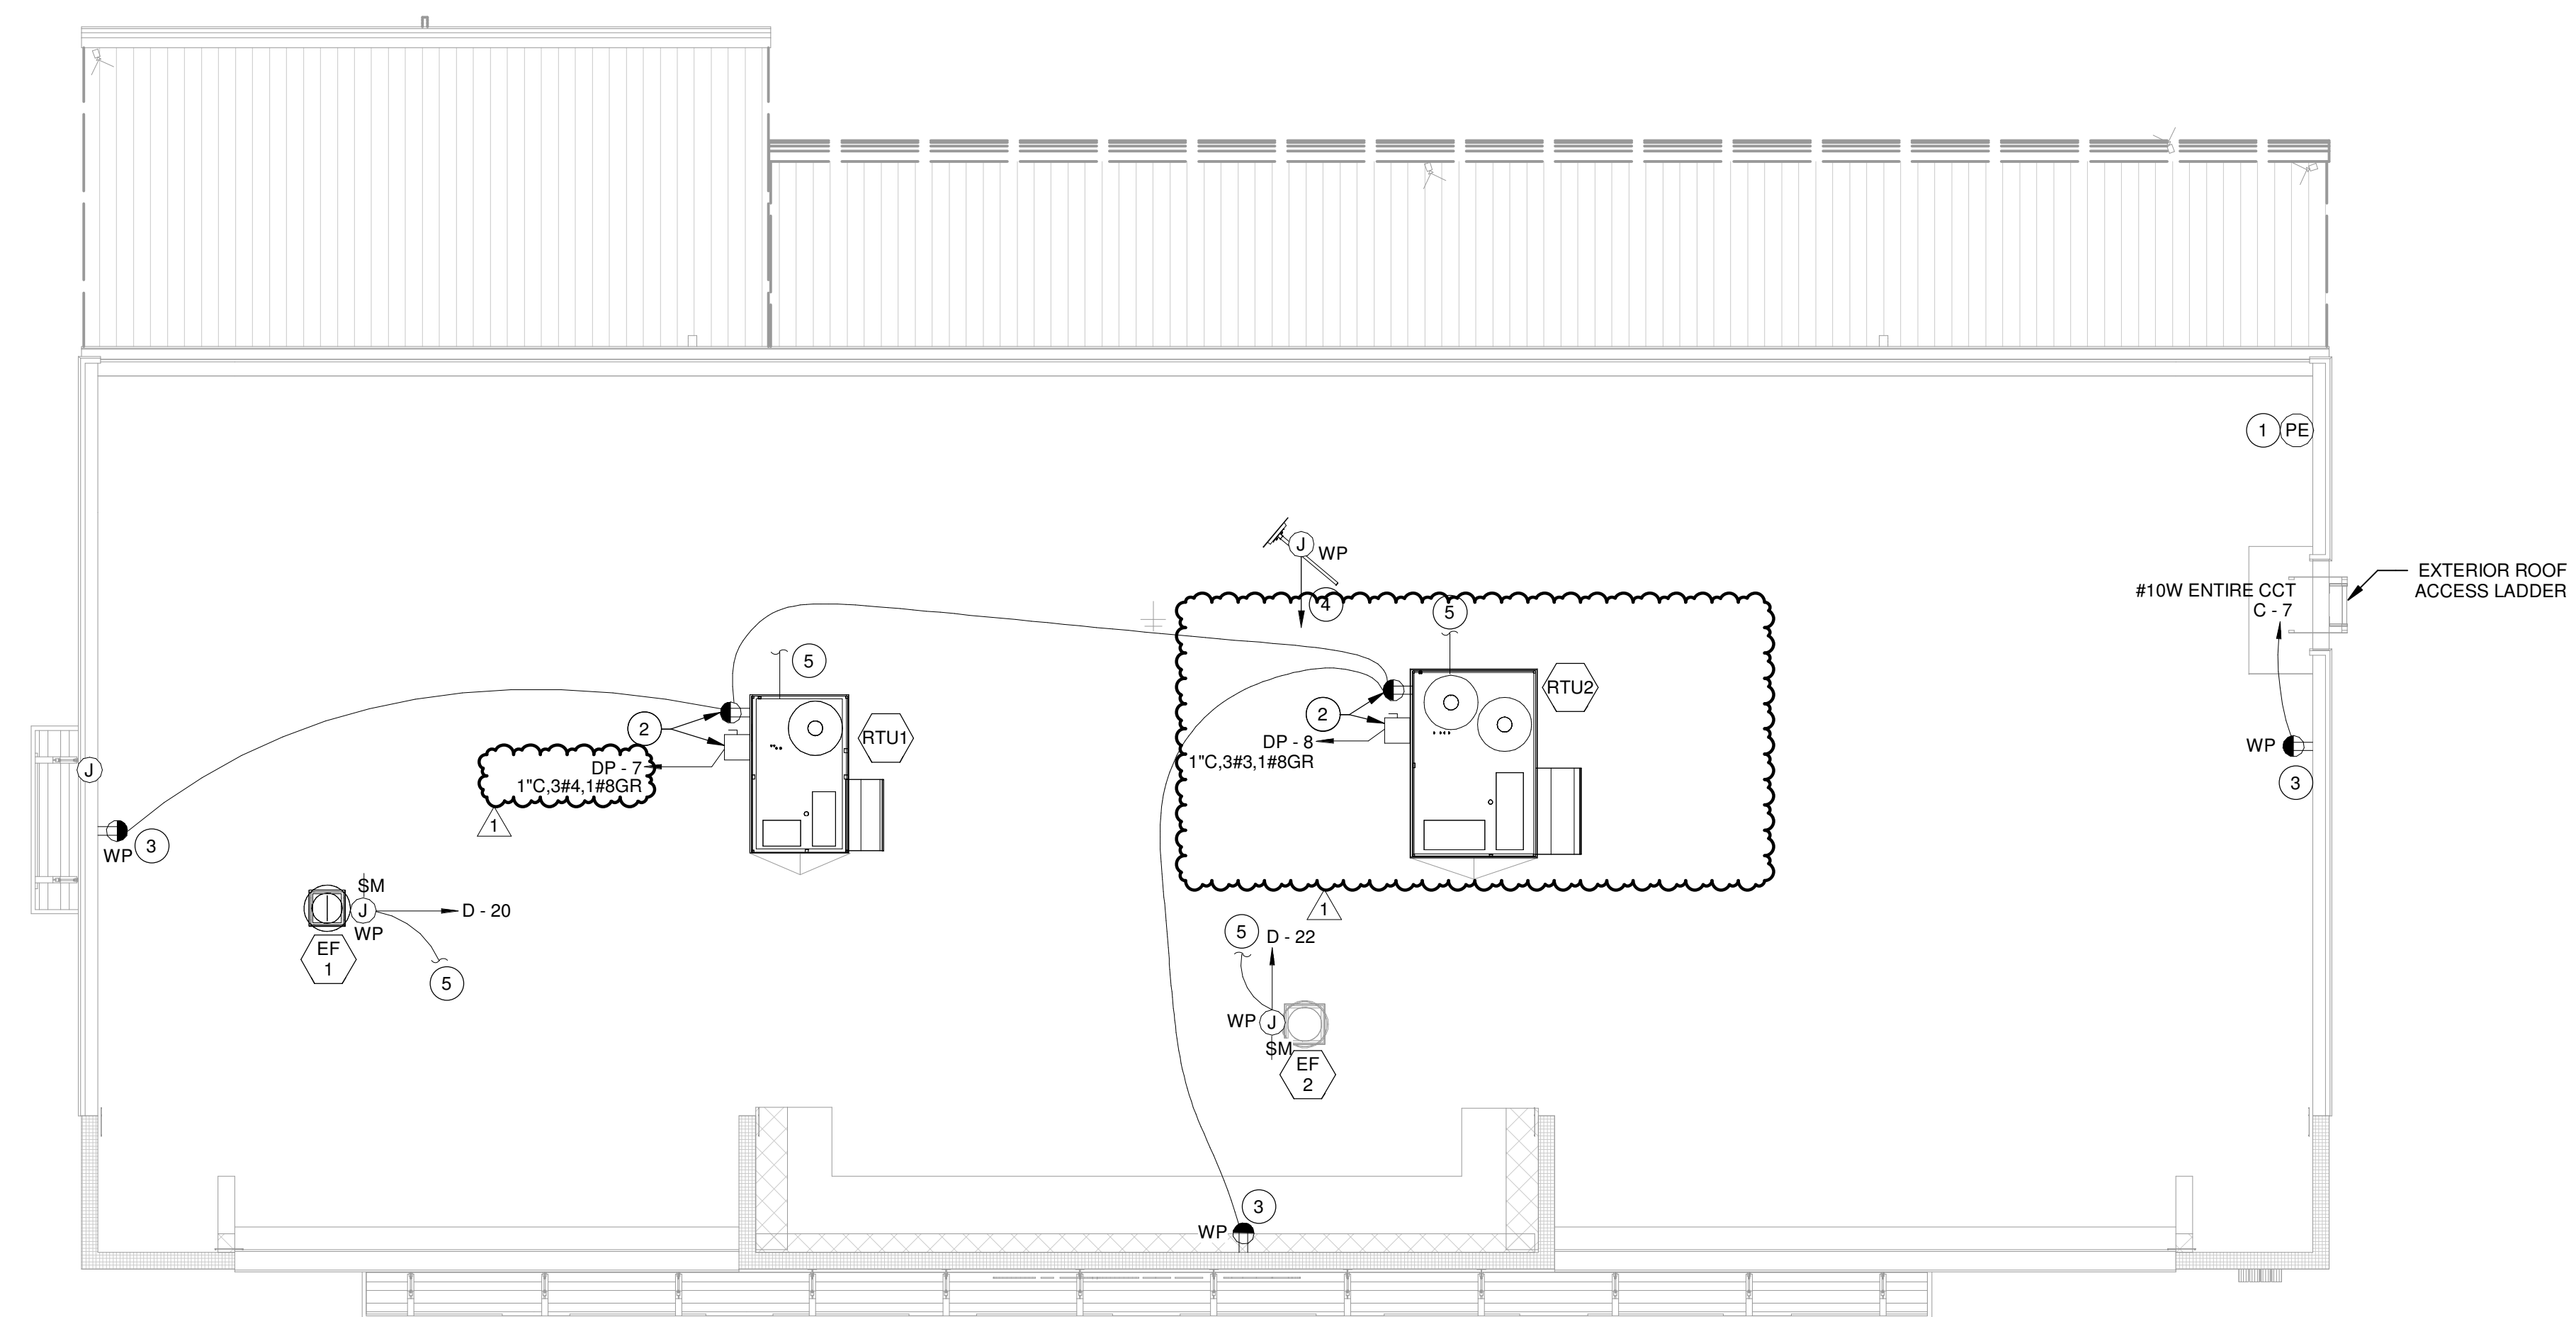 1 PE
J WP
EXTERIOR ROOF
ACCESS LADDER
#10W ENTIRE CCT
C - 7
4
5
5
RTU2
2
2
RTU1
DP - 8
1"C,3#3,1#8GR
WP
3
DP - 7
1"C,3#4,1#8GR
J
1
WP 3
SM
J
D - 20
WP
EF
1
5
1
5
D - 22
WP J
SM
EF
2
3
WP